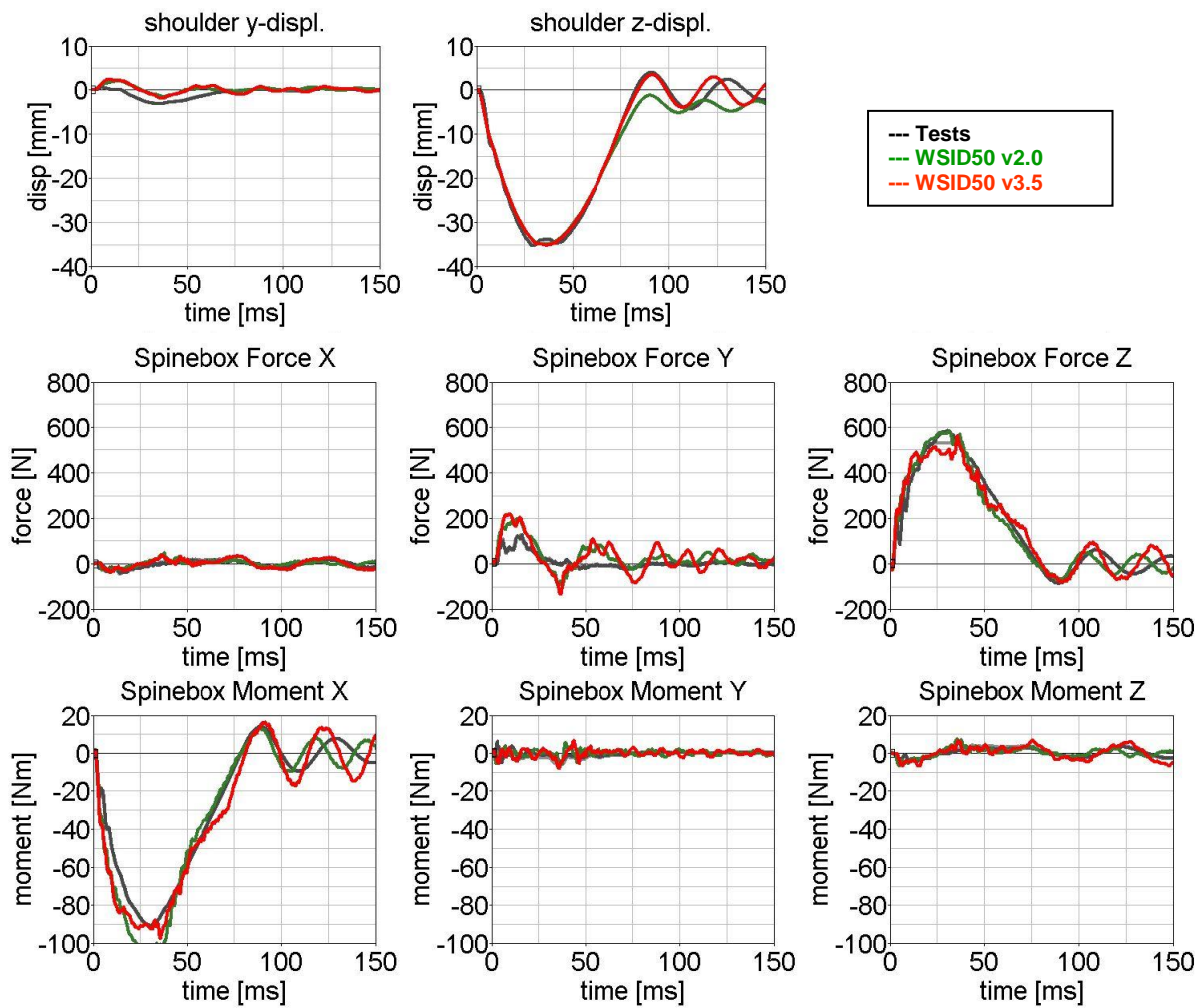 shoulder y-displ.
10
0
-10
-20
-30
-40
disp [mm]
0 50 100 150
time [ms]
shoulder z-displ.
10
0
-10
-20
-30
-40
disp [mm]
0 50 100 150
time [ms]
--- Tests
--- WSID50 v2.0
--- WSID50 v3.5
Spinebox Force X
800
600
400
200
0
-200
force [N]
0 50 100 150
time [ms]
Spinebox Force Y
800
600
400
200
0
-200
force [N]
0 50 100 150
time [ms]
Spinebox Force Z
800
600
400
200
0
-200
force [N]
0 50 100 150
time [ms]
Spinebox Moment X
20
0
-20
-40
-60
-80
-100
moment [Nm]
0 50 100 150
time [ms]
Spinebox Moment Y
20
0
-20
-40
-60
-80
-100
moment [Nm]
0 50 100 150
time [ms]
Spinebox Moment Z
20
0
-20
-40
-60
-80
-100
moment [Nm]
0 50 100 150
time [ms]